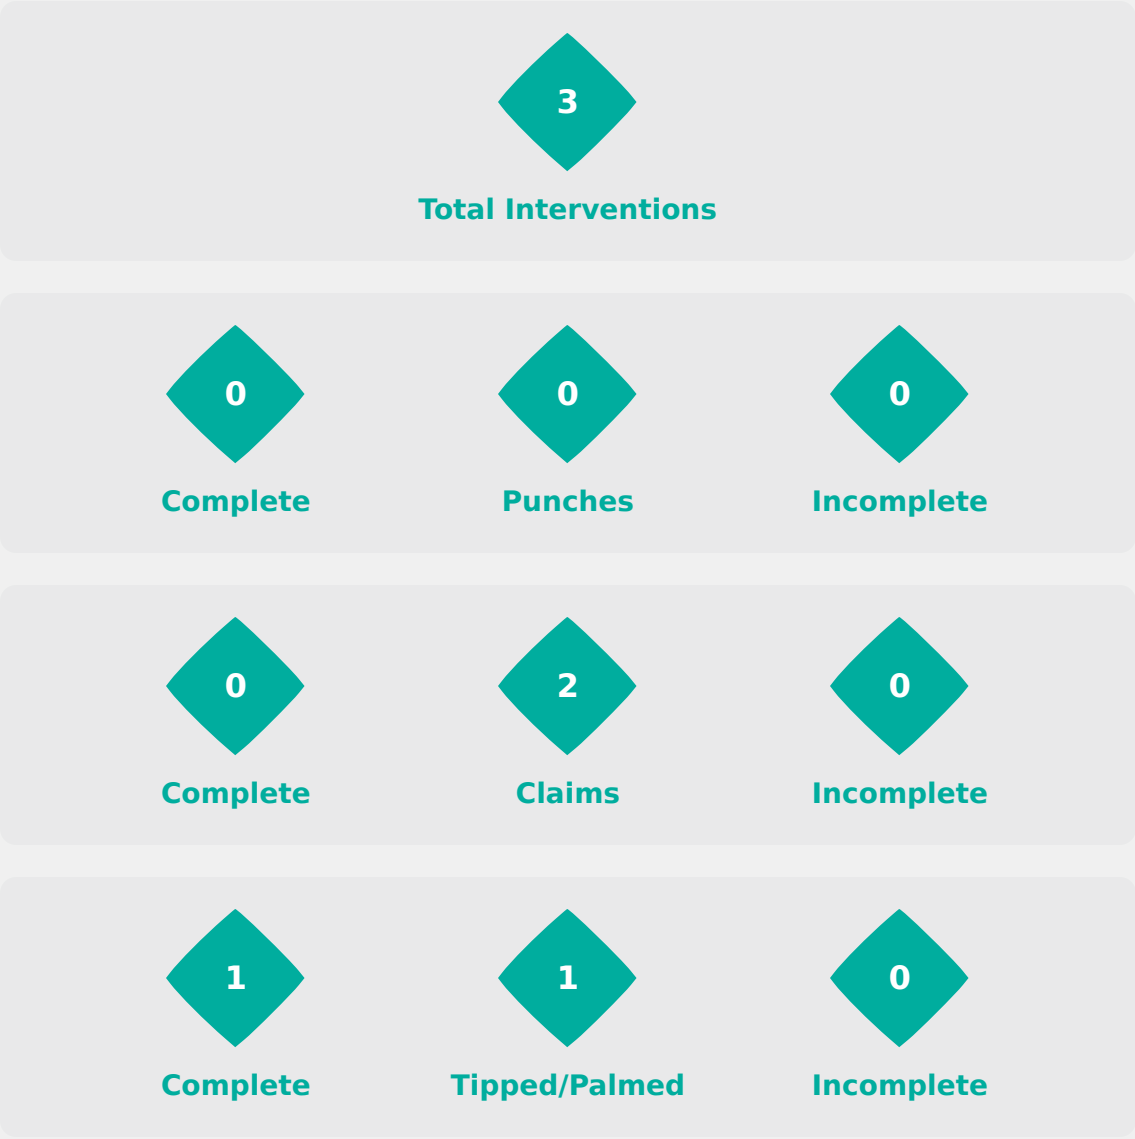 3
Total Interventions
0 0 0
Complete Punches Incomplete
0 2 0
Complete Claims Incomplete
1 1 0
Complete Tipped/Palmed Incomplete